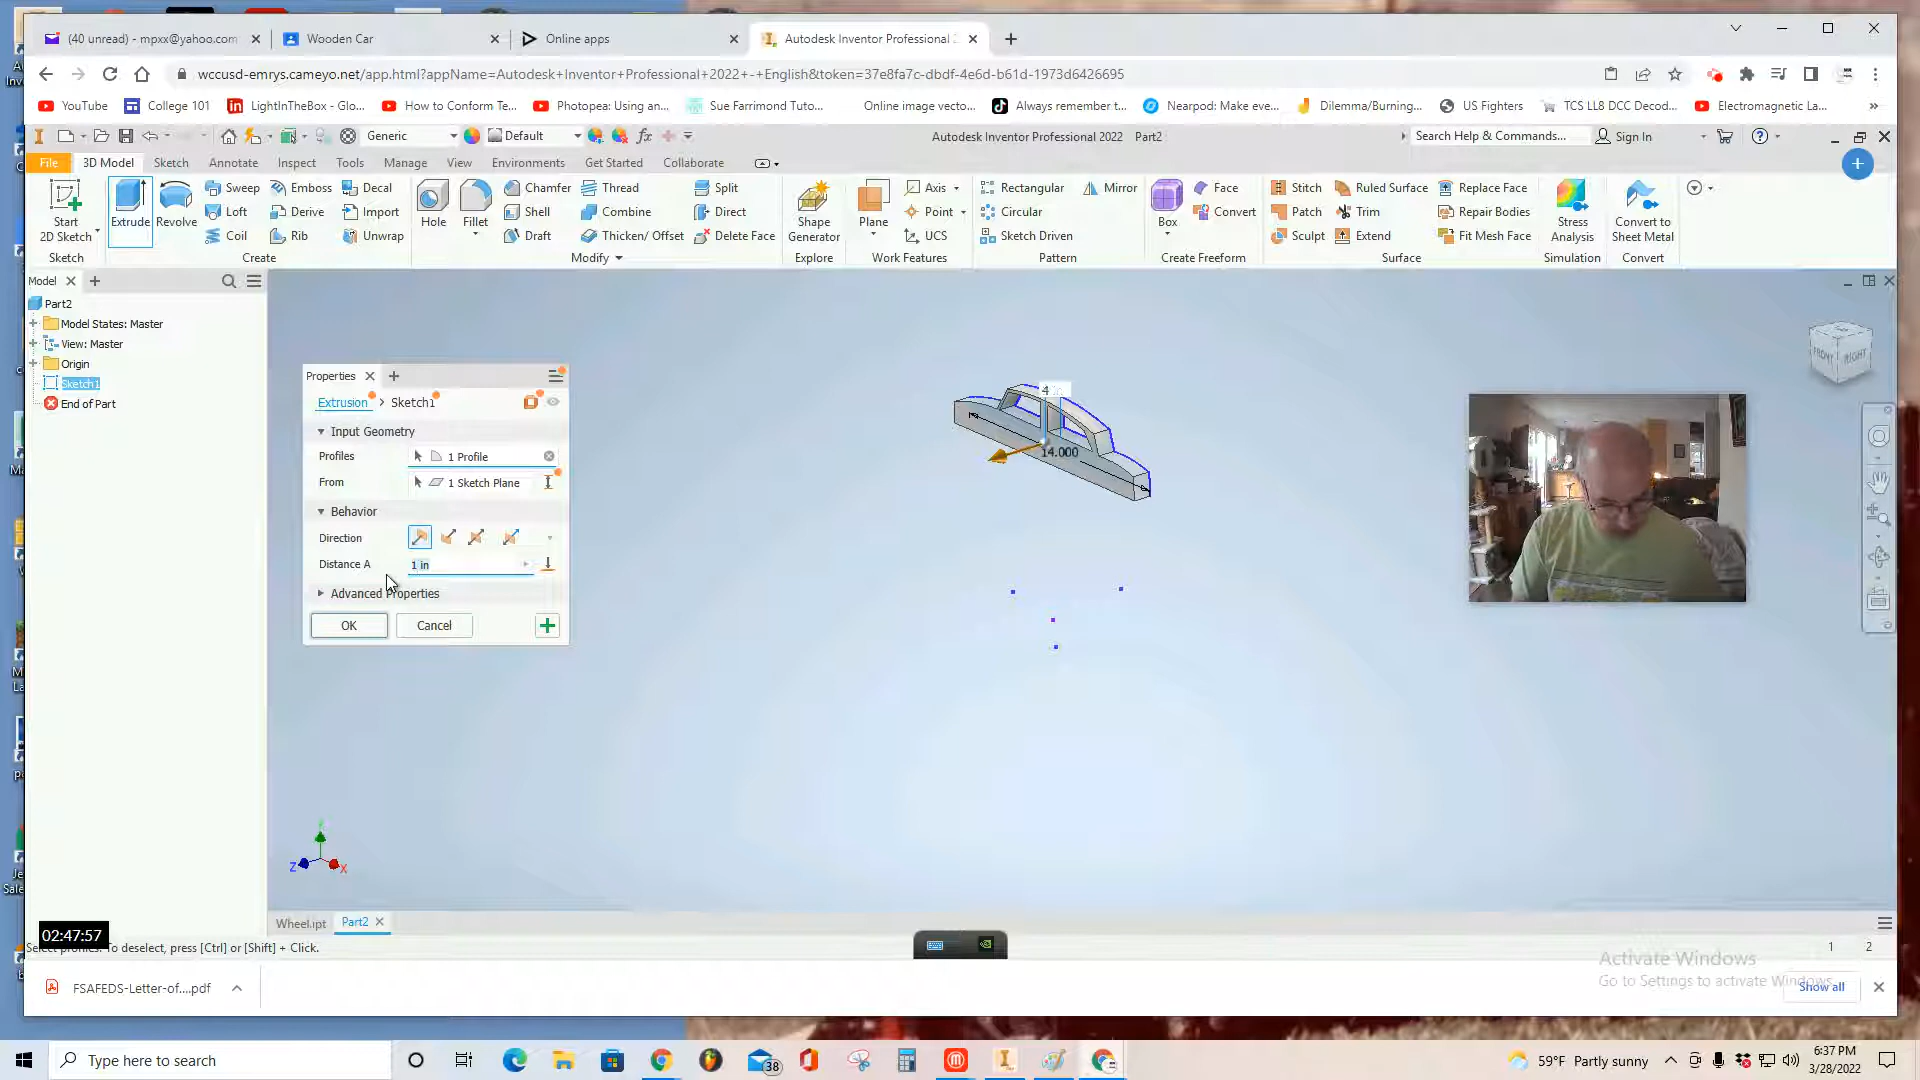 (40 unread) - mpxx@yahoo.com
Wooden Car
Online apps
Autodesk Inventor Professional 2
wccusd-emrys.cameyo.net/app.html?appName=Autodesk+Inventor+Professional+2022+-+English&token=37e8fa7c-dbdf-4e6d-b61d-1973d6426695
YouTube
College 101
LightInTheBox - Glo...
How to Conform Te...
Photopea: Using an...
Sue Farrimond Tuto...
Online image vecto...
Always remember t...
Nearpod: Make eve...
Dilemma/Burning...
US Fighters
TCS LL8 DCC Decod...
Electromagnetic La...
Generic
Default
Autodesk Inventor Professional 2022 Part2
Search Help & Commands...
Sign In
File
3D Model
Sketch
Annotate
Inspect
Tools
Manage
View
Environments
Get Started
Collaborate
Start
2D Sketch
Sketch
Extrude
Revolve
Sweep
Loft
Coil
Emboss
Derive
Rib
Decal
Import
Unwrap
Create
Hole
Fillet
Chamfer
Shell
Draft
Thread
Combine
Thicken/ Offset
Split
Direct
Delete Face
Modify
Shape
Generator
Explore
Plane
Axis
Point
UCS
Work Features
Rectangular
Circular
Sketch Driven
Mirror
Pattern
Box
Face
Convert
Create Freeform
Stitch
Patch
Sculpt
Ruled Surface
Trim
Extend
Replace Face
Repair Bodies
Fit Mesh Face
Surface
Stress
Analysis
Simulation
Convert to
Sheet Metal
Convert
Model
Part2
Model States: Master
View: Master
Origin
Sketch1
End of Part
Properties
Extrusion > Sketch1
Input Geometry
Profiles
1 Profile
From
1 Sketch Plane
Behavior
Direction
Distance A
1 in
Advanced Properties
OK
Cancel
4
14.000
FRONT
RIGHT
Z
X
Wheel.ipt
Part2
02:47:57
Select profiles. To deselect, press [Ctrl] or [Shift] + Click.
1
2
Activate Windows
Go to Settings to activate Windows.
FSAFEDS-Letter-of....pdf
Show all
Type here to search
38
59°F Partly sunny
6:37 PM
3/28/2022